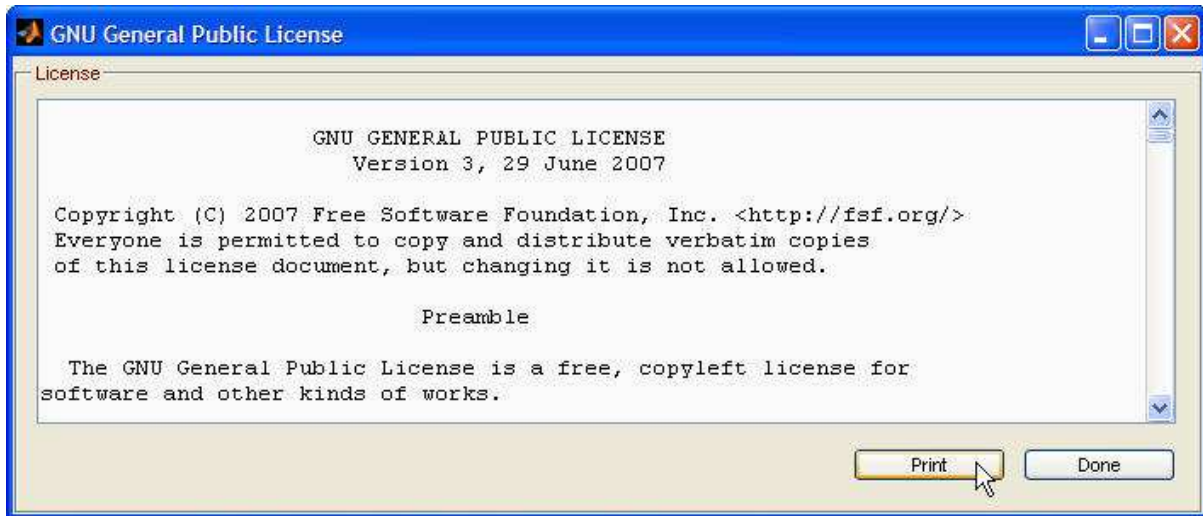 GNU General Public License
License
GNU GENERAL PUBLIC LICENSE
Version 3, 29 June 2007
Copyright (C) 2007 Free Software Foundation, Inc. <http://fsf.org/>
Everyone is permitted to copy and distribute verbatim copies
of this license document, but changing it is not allowed.
Preamble
The GNU General Public License is a free, copyleft license for
software and other kinds of works.
Print
Done